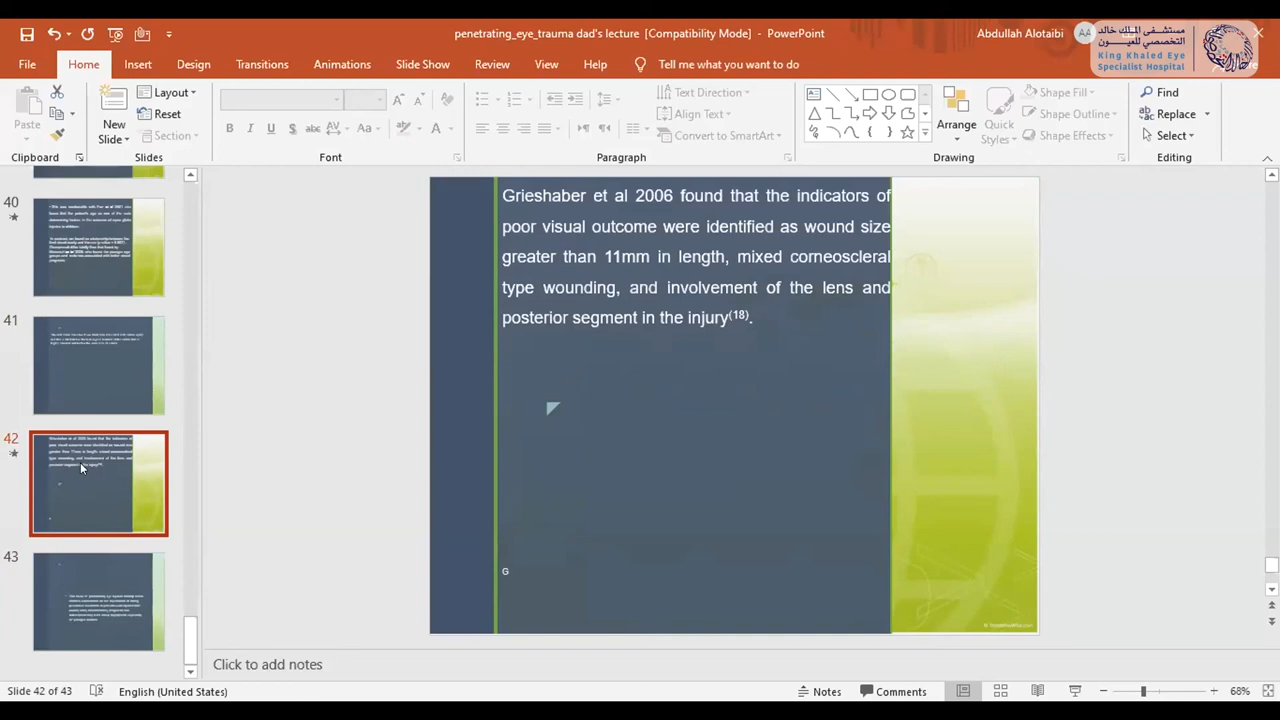 penetrating_eye_trauma dad's lecture [Compatibility Mode] - PowerPoint
Abdullah Alotaibi
AA
مستشفى الملك خالد
التخصصي للعيون
King Khaled Eye
Specialist Hospital
File
Home
Insert
Design
Transitions
Animations
Slide Show
Review
View
Help
Tell me what you want to do
Paste
Clipboard
New
Slides
Layout
Reset
Section
Slides
B
I
U
S
abc
AV
Aa
A
Font
Text Direction
Align Text
Convert to SmartArt
Paragraph
Arrange
Quick
Styles
Shape Fill
Shape Outline
Shape Effects
Drawing
Find
Replace
Select
Editing
40
41
42
43
Grieshaber et al 2006 found that the indicators of
poor visual outcome were identified as wound size
greater than 11mm in length, mixed corneoscleral
type wounding, and involvement of the lens and
posterior segment in the injury(18).
G
Click to add notes
Slide 42 of 43
English (United States)
Notes
Comments
68%